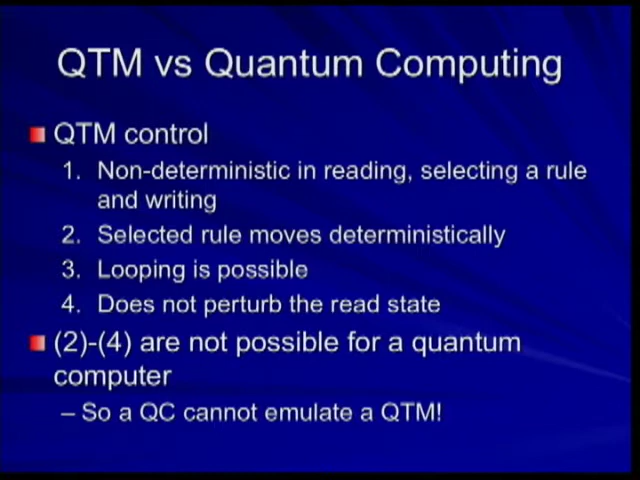 QTM vs Quantum Computing
QTM control
1. Non-deterministic in reading, selecting a rule
and writing
2. Selected rule moves deterministically
3. Looping is possible
4. Does not perturb the read state
(2)-(4) are not possible for a quantum
computer
– So a QC cannot emulate a QTM!